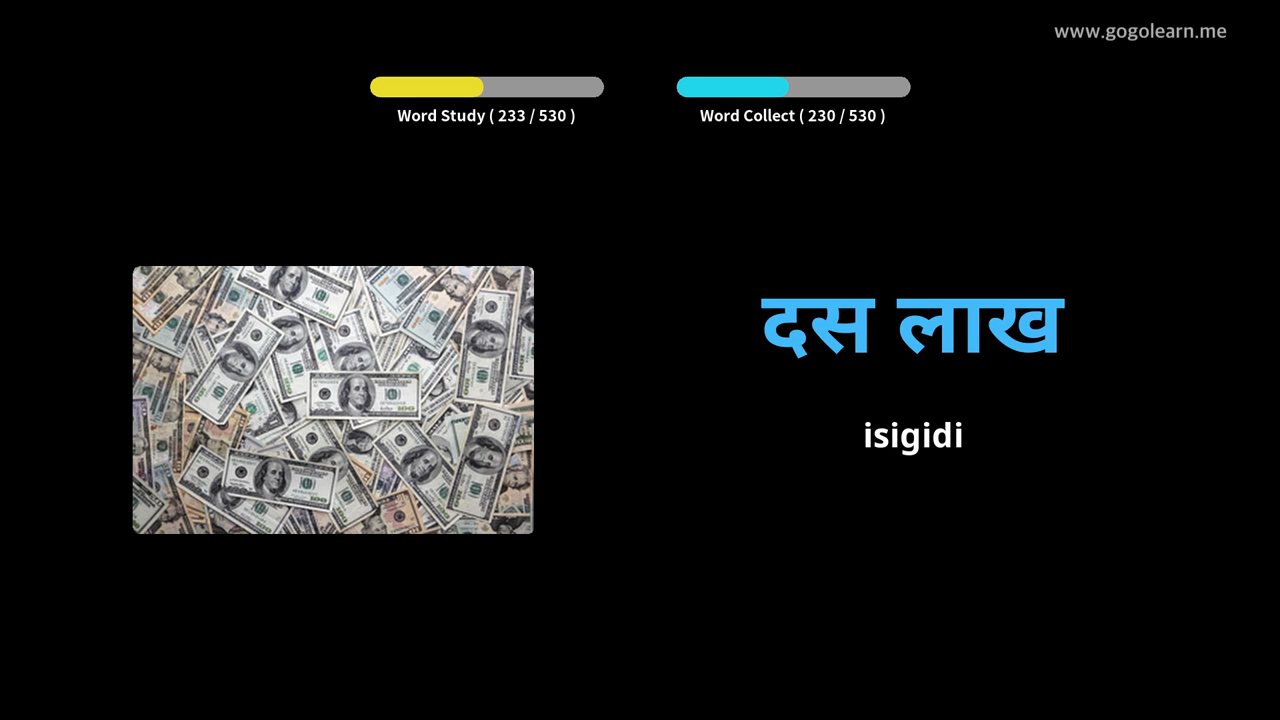 www.gogolearn.me
Word Study ( 233 / 530 )
Word Collect ( 230 / 530 )
दस लाख
isigidi